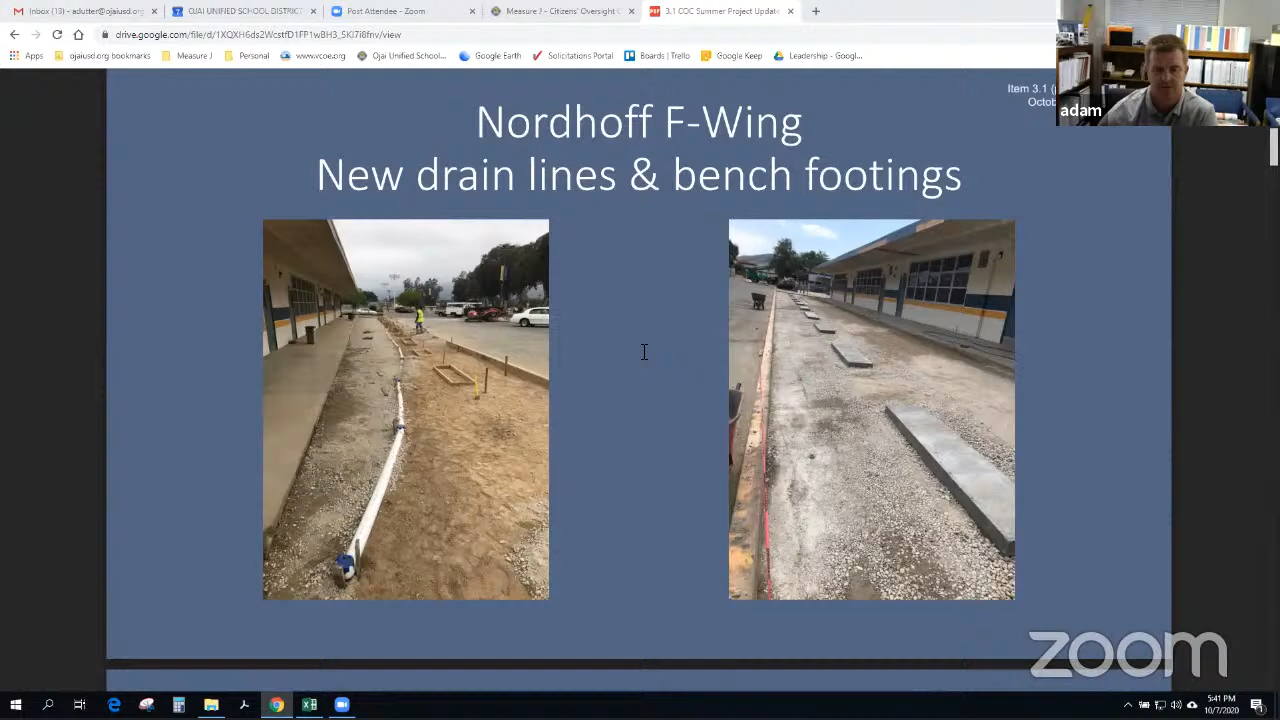 Inbox (13) - adutter@ojaiusd.o
OJAI UNIFIED SCHOOL DISTRICT
Post Attendee - Zoom
Measure J - Citizens' Oversight C
3.1 COC Summer Project Update
drive.google.com/file/d/1XQXH6ds2WcstfD1FP1wBH3_5KI7i6hiv/view
Apps
ojaiusd.org bookmarks
Measure J
Personal
www.vcoe.org
Google Earth
Solicitations Portal
Boards | Trello
Google Keep
Leadership - Googl...
Ojai Unified School...
adam
Item 3.1 (
Octob
Nordhoff F-Wing
New drain lines & bench footings
zoom
5:41 PM
10/7/2020